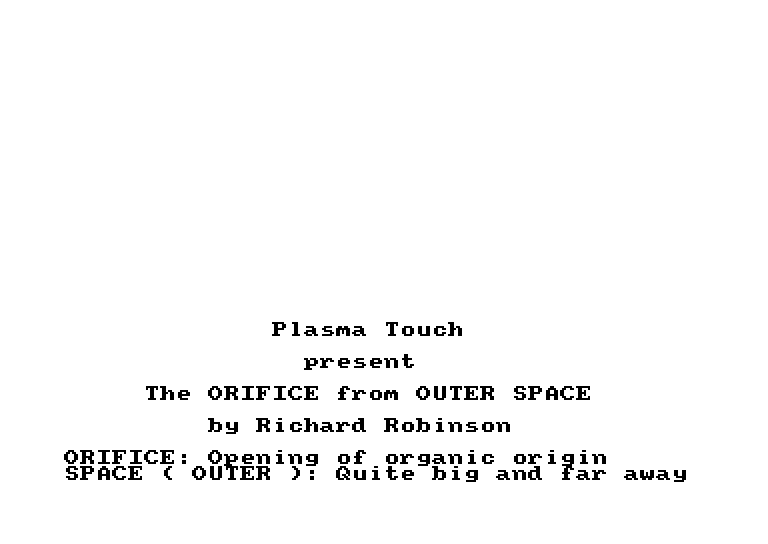 Plasma Touch
present
The ORIFICE from OUTER SPACE
by Richard Robinson
ORIFICE: Opening of organic origin
SPACE ( OUTER ): Quite big and far away